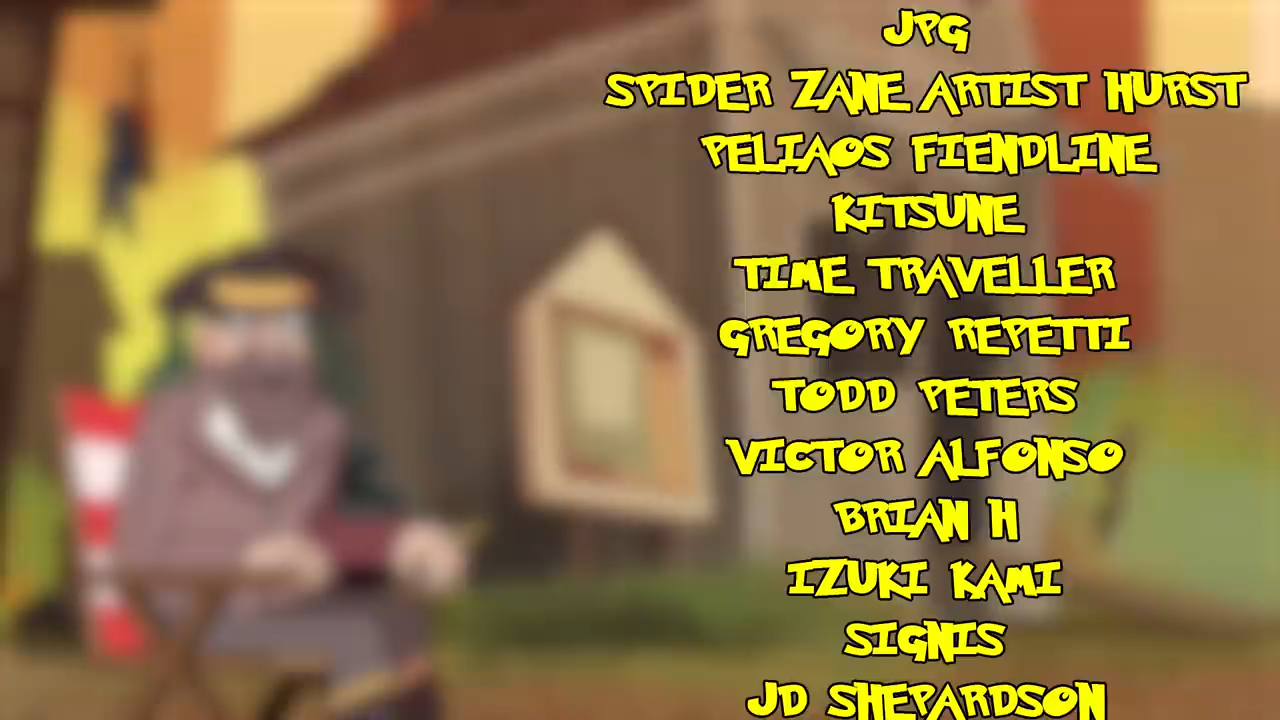 JPG
SPIDER ZANE ARTIST HURST
PELIAOS FIENDLINE
KITSUNE
TIME TRAVELLER
GREGORY REPETTI
TODD PETERS
VICTOR ALFONSO
BRIAN H
IZUKI KAMI
SIGNIS
JD SHEPARDSON